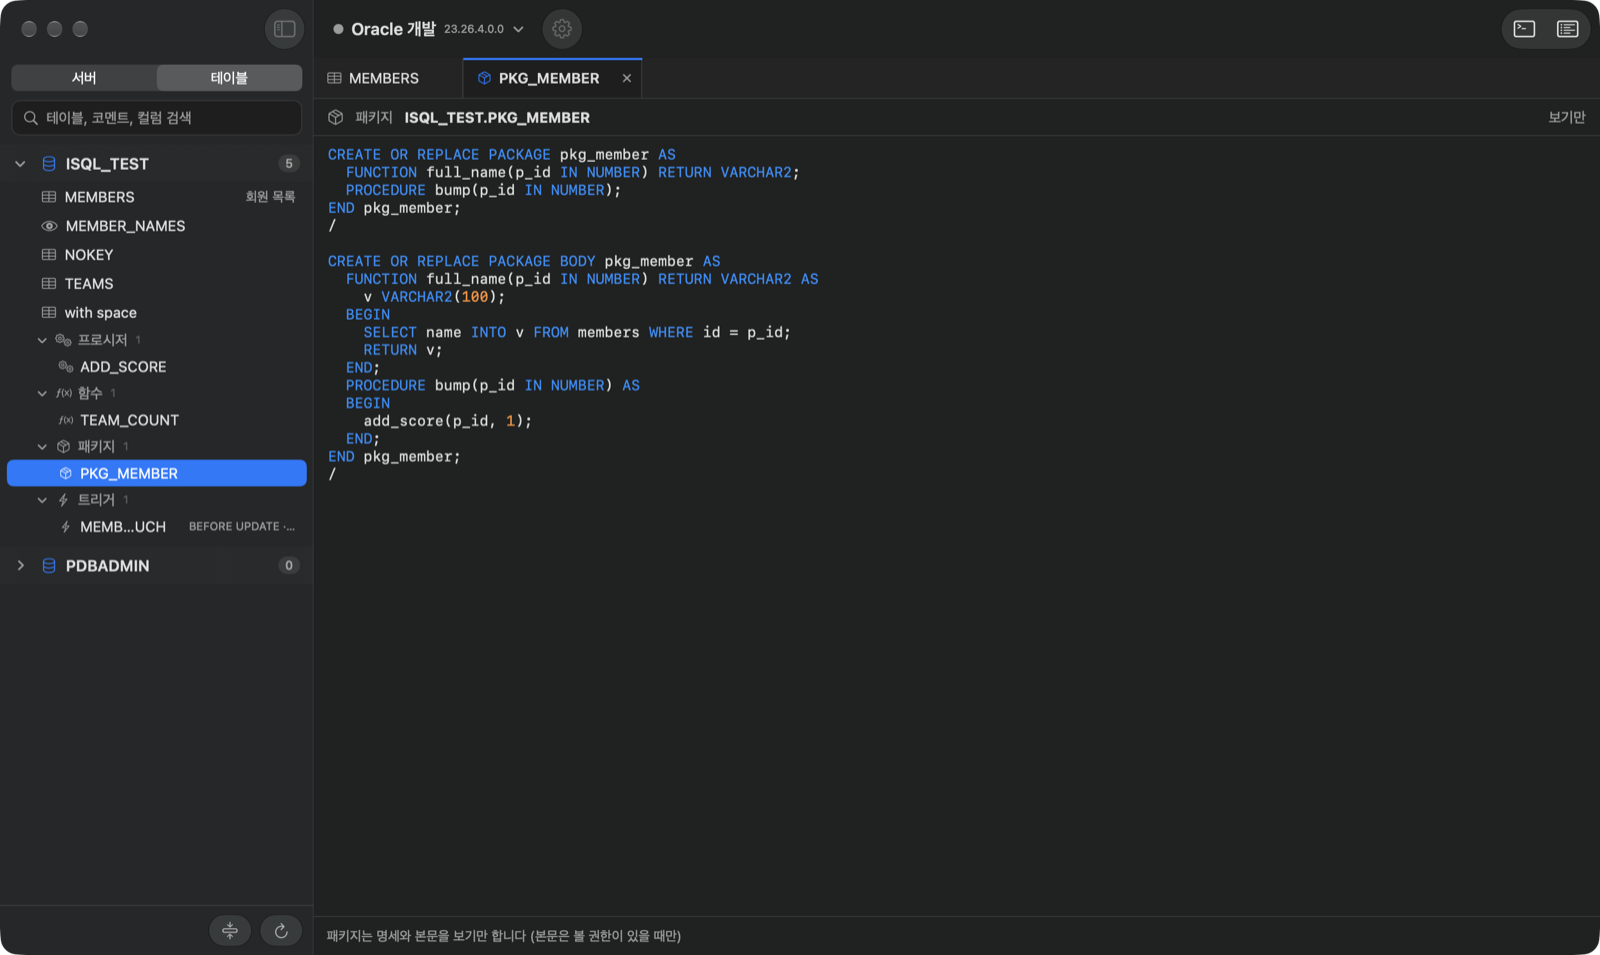 Oracle 개발 23.26.4.0.0
서버 테이블
테이블, 코멘트, 컬럼 검색
ISQL_TEST 5
MEMBERS 회원 목록
MEMBER_NAMES
NOKEY
TEAMS
with space
프로시저 1
ADD_SCORE
f(x) 함수 1
f(x) TEAM_COUNT
패키지 1
PKG_MEMBER
트리거 1
MEMB...UCH BEFORE UPDATE ·...
PDBADMIN 0
MEMBERS PKG_MEMBER ×
패키지 ISQL_TEST.PKG_MEMBER 보기만
CREATE OR REPLACE PACKAGE pkg_member AS
  FUNCTION full_name(p_id IN NUMBER) RETURN VARCHAR2;
  PROCEDURE bump(p_id IN NUMBER);
END pkg_member;
/
CREATE OR REPLACE PACKAGE BODY pkg_member AS
  FUNCTION full_name(p_id IN NUMBER) RETURN VARCHAR2 AS
    v VARCHAR2(100);
  BEGIN
    SELECT name INTO v FROM members WHERE id = p_id;
    RETURN v;
  END;
  PROCEDURE bump(p_id IN NUMBER) AS
  BEGIN
    add_score(p_id, 1);
  END;
END pkg_member;
/
패키지는 명세와 본문을 보기만 합니다 (본문은 볼 권한이 있을 때만)